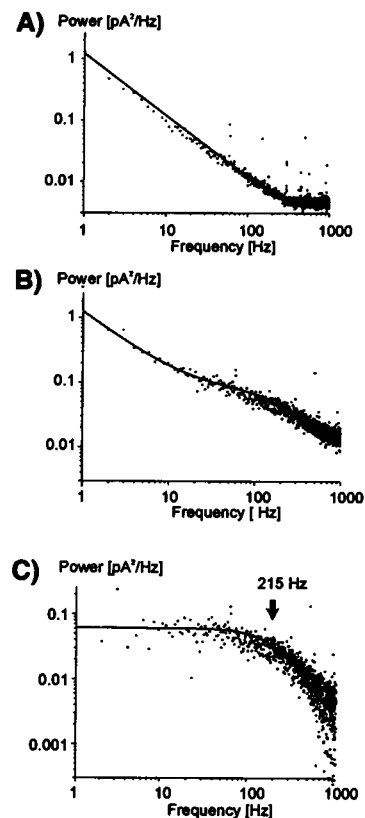 A) Power [pA²/Hz]
1
0.1
0.01
1 10 100 1000
Frequency [Hz]
B) Power [pA²/Hz]
1
0.1
0.01
1 10 100 1000
Frequency [ Hz]
C) Power [pA²/Hz]
215 Hz
0.1
0.01
0.001
1 10 100 1000
Frequency [Hz]